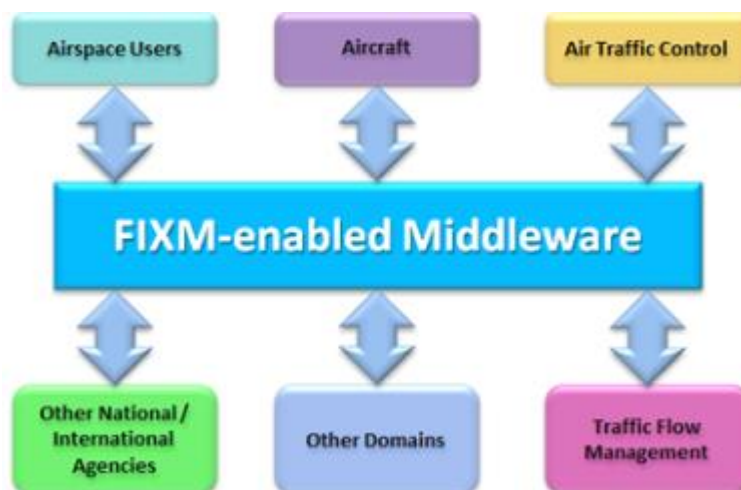 Airspace Users
Aircraft
Air Traffic Control
FIXM-enabled Middleware
Other National /
International
Agencies
Other Domains
Traffic Flow
Management